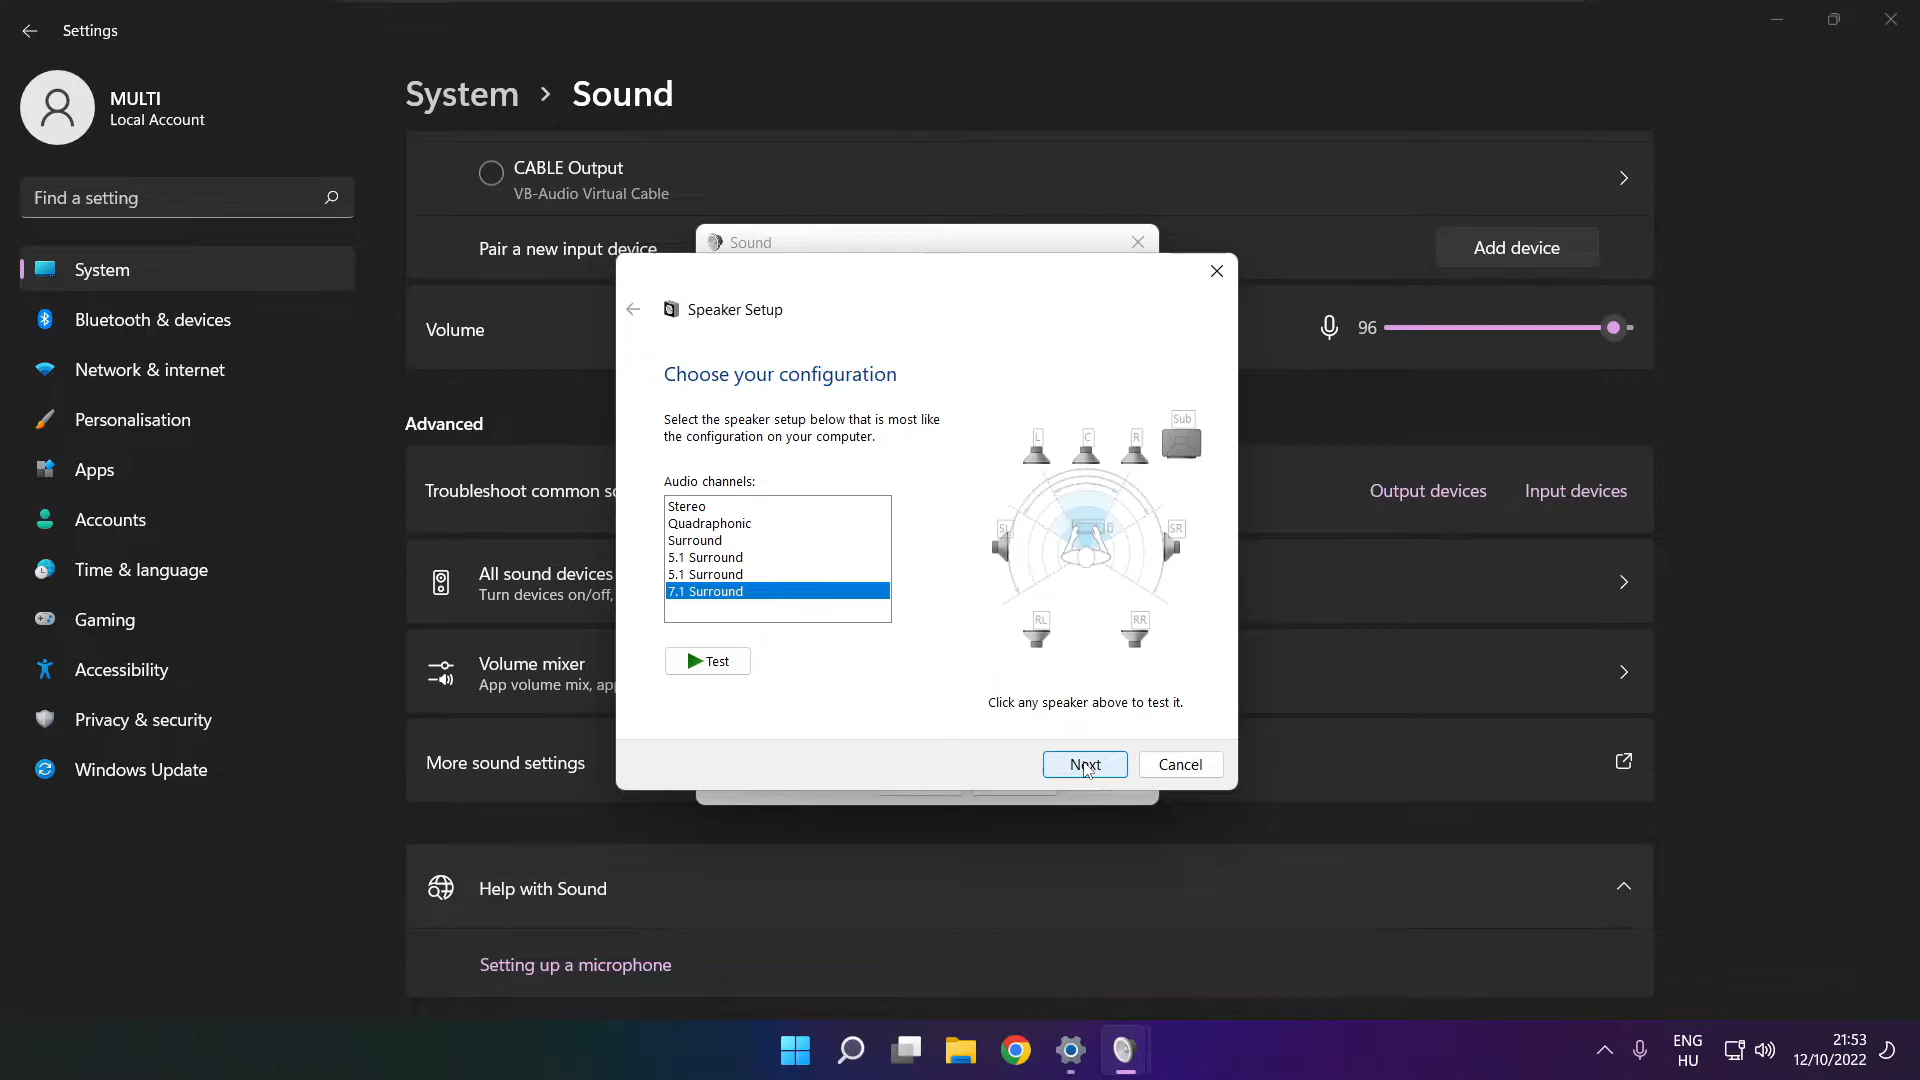 Settings
MULTI
Local Account
Find a setting
System
Bluetooth & devices
Network & internet
Personalisation
Apps
Accounts
Time & language
Gaming
Accessibility
Privacy & security
Windows Update
System > Sound
CABLE Output
VB-Audio Virtual Cable
Pair a new input device
Add device
Volume
96
Advanced
Troubleshoot common so
Output devices
Input devices
All sound devices
Turn devices on/off,
Volume mixer
App volume mix, app
More sound settings
Help with Sound
Setting up a microphone
Sound
Speaker Setup
Choose your configuration
Select the speaker setup below that is most like
the configuration on your computer.
Audio channels:
Stereo
Quadraphonic
Surround
5.1 Surround
5.1 Surround
7.1 Surround
Test
L
C
R
Sub
SL
SR
RL
RR
Click any speaker above to test it.
Next
Cancel
ENG
HU
21:53
12/10/2022